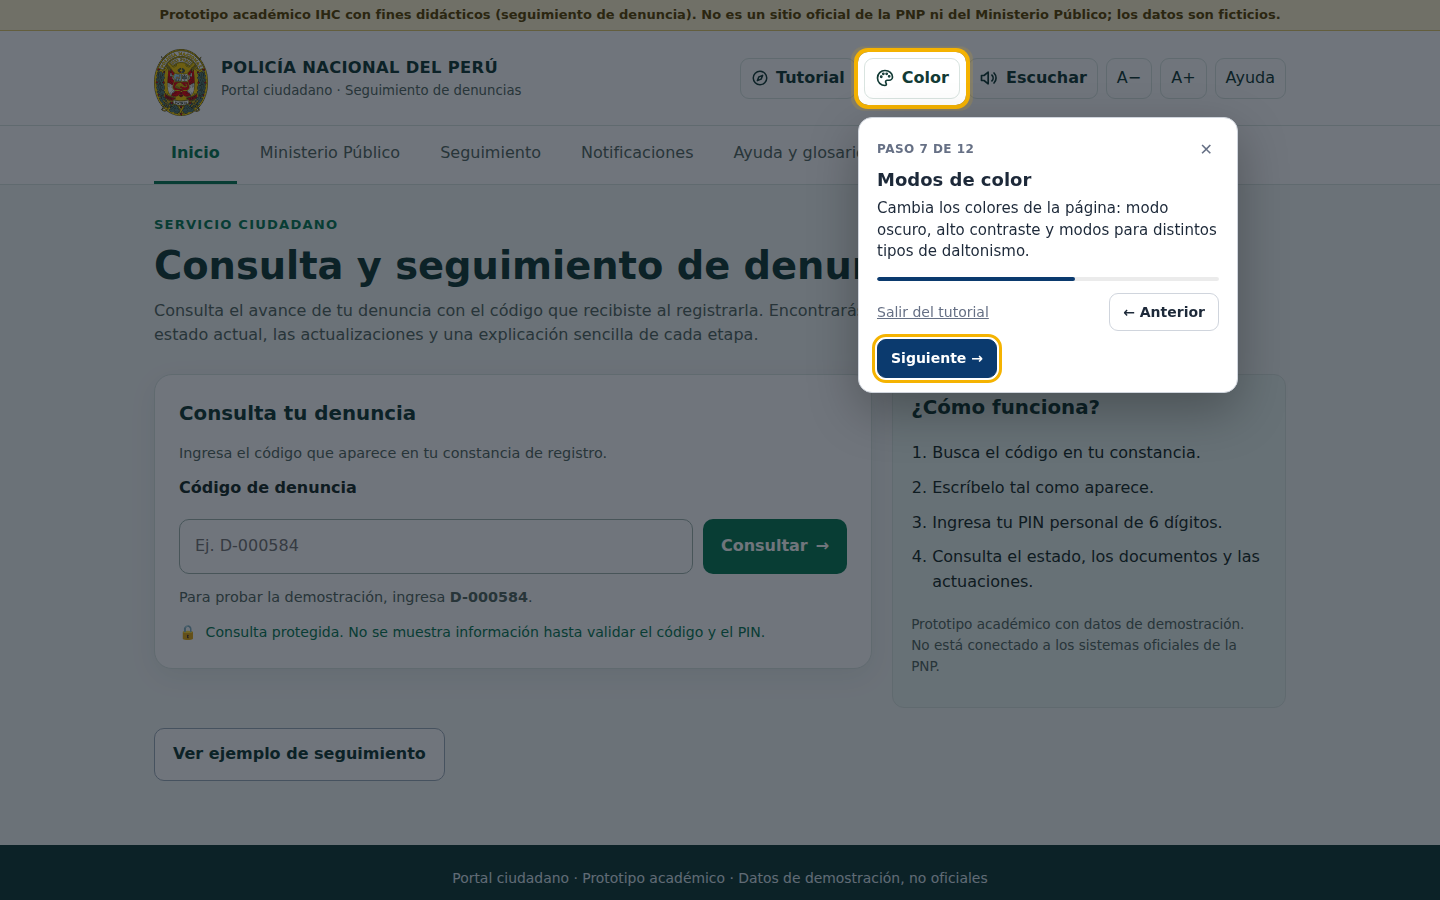 Prototipo académico IHC con fines didácticos (seguimiento de denuncia). No es un sitio oficial de la PNP ni del Ministerio Público; los datos son ficticios.
POLICÍA NACIONAL DEL PERÚ
Portal ciudadano · Seguimiento de denuncias
Tutorial
Color
Escuchar
A−
A+
Ayuda
Inicio
Ministerio Público
Seguimiento
Notificaciones
Ayuda y glosario
PASO 7 DE 12
✕
Modos de color
Cambia los colores de la página: modo
oscuro, alto contraste y modos para distintos
tipos de daltonismo.
Salir del tutorial
← Anterior
Siguiente →
SERVICIO CIUDADANO
Consulta y seguimiento de denu
Consulta el avance de tu denuncia con el código que recibiste al registrarla. Encontrarás
estado actual, las actualizaciones y una explicación sencilla de cada etapa.
Consulta tu denuncia
Ingresa el código que aparece en tu constancia de registro.
Código de denuncia
Ej. D-000584
Consultar →
Para probar la demostración, ingresa D-000584.
Consulta protegida. No se muestra información hasta validar el código y el PIN.
¿Cómo funciona?
1. Busca el código en tu constancia.
2. Escríbelo tal como aparece.
3. Ingresa tu PIN personal de 6 dígitos.
4. Consulta el estado, los documentos y las
actuaciones.
Prototipo académico con datos de demostración.
No está conectado a los sistemas oficiales de la
PNP.
Ver ejemplo de seguimiento
Portal ciudadano · Prototipo académico · Datos de demostración, no oficiales